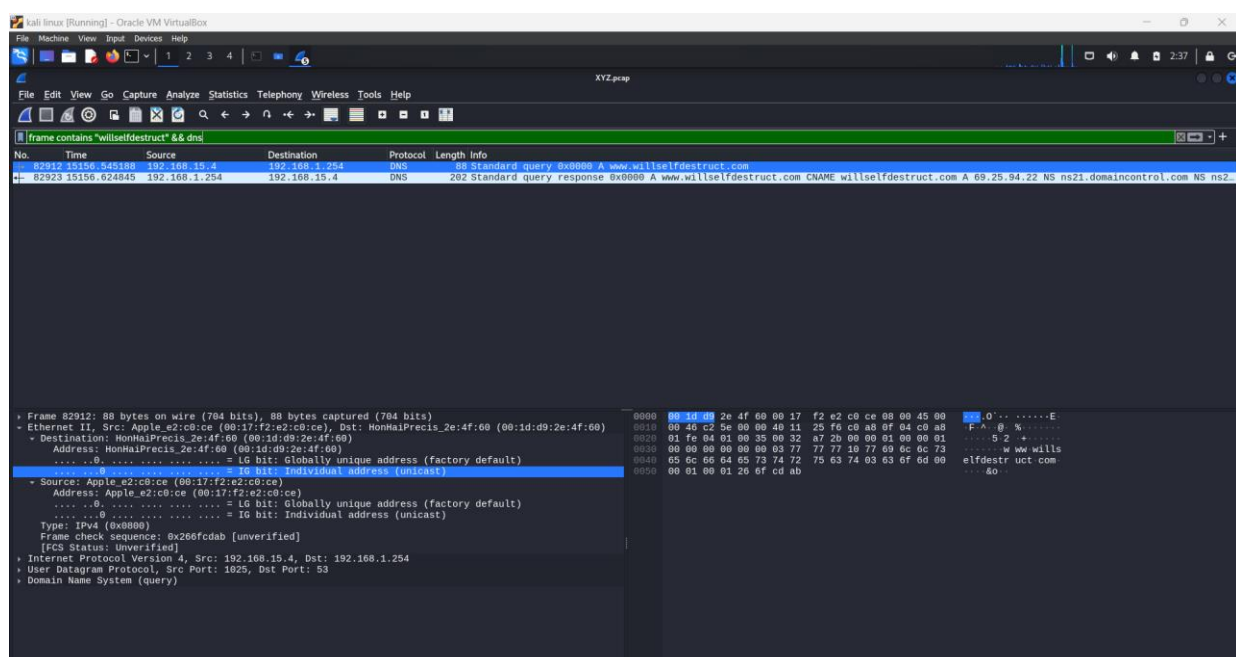 kali linux [Running] - Oracle VM VirtualBox
File Machine View Input Devices Help
1 2 3 4 2:37
XYZ.pcap
File Edit View Go Capture Analyze Statistics Telephony Wireless Tools Help
frame contains "willselfdestruct" && dns
No. Time Source Destination Protocol Length Info
82912 15156.545188 192.168.15.4 192.168.1.254 DNS 88 Standard query 0x0000 A www.willselfdestruct.com
82923 15156.624845 192.168.1.254 192.168.15.4 DNS 202 Standard query response 0x0000 A www.willselfdestruct.com CNAME willselfdestruct.com A 69.25.94.22 NS ns21.domaincontrol.com NS ns2…
Frame 82912: 88 bytes on wire (704 bits), 88 bytes captured (704 bits)
Ethernet II, Src: Apple_e2:c0:ce (00:17:f2:e2:c0:ce), Dst: HonHaiPrecis_2e:4f:60 (00:1d:d9:2e:4f:60)
Destination: HonHaiPrecis_2e:4f:60 (00:1d:d9:2e:4f:60)
Address: HonHaiPrecis_2e:4f:60 (00:1d:d9:2e:4f:60)
.... ..0. .... .... .... .... = LG bit: Globally unique address (factory default)
.... ...0 .... .... .... .... = IG bit: Individual address (unicast)
Source: Apple_e2:c0:ce (00:17:f2:e2:c0:ce)
Address: Apple_e2:c0:ce (00:17:f2:e2:c0:ce)
.... ..0. .... .... .... .... = LG bit: Globally unique address (factory default)
.... ...0 .... .... .... .... = IG bit: Individual address (unicast)
Type: IPv4 (0x0800)
Frame check sequence: 0x266fcdab [unverified]
[FCS Status: Unverified]
Internet Protocol Version 4, Src: 192.168.15.4, Dst: 192.168.1.254
User Datagram Protocol, Src Port: 1025, Dst Port: 53
Domain Name System (query)
0000 00 1d d9 2e 4f 60 00 17 f2 e2 c0 ce 08 00 45 00 ....O`.. ......E.
0010 00 46 c2 5e 00 00 40 11 25 f6 c0 a8 0f 04 c0 a8 .F.^..@. %.......
0020 01 fe 04 01 00 35 00 32 a7 2b 00 00 01 00 00 01 .....5.2 .+......
0030 00 00 00 00 00 00 03 77 77 77 10 77 69 6c 6c 73 .......w ww.wills
0040 65 6c 66 64 65 73 74 72 75 63 74 03 63 6f 6d 00 elfdestr uct.com.
0050 00 01 00 01 26 6f cd ab ....&o..